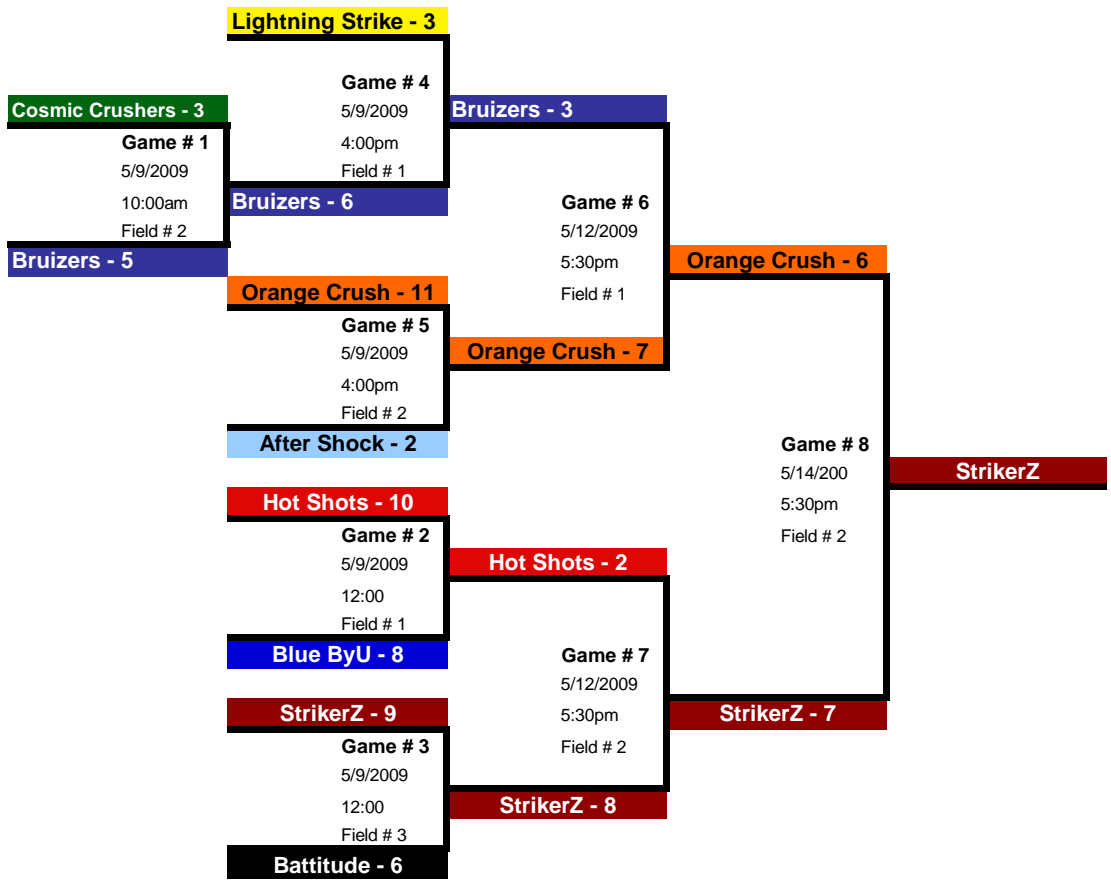 Lightning Strike - 3
Game # 4
5/9/2009
4:00pm
Field # 1
Cosmic Crushers - 3
Game # 1
5/9/2009
10:00am
Field # 2
Bruizers - 5
Bruizers - 6
Bruizers - 3
Game # 6
5/12/2009
5:30pm
Field # 1
Orange Crush - 11
Game # 5
5/9/2009
4:00pm
Field # 2
After Shock - 2
Orange Crush - 7
Orange Crush - 6
Game # 8
5/14/200
5:30pm
Field # 2
StrikerZ
Hot Shots - 10
Game # 2
5/9/2009
12:00
Field # 1
Blue ByU - 8
Hot Shots - 2
Game # 7
5/12/2009
5:30pm
Field # 2
StrikerZ - 7
StrikerZ - 9
Game # 3
5/9/2009
12:00
Field # 3
Battitude - 6
StrikerZ - 8